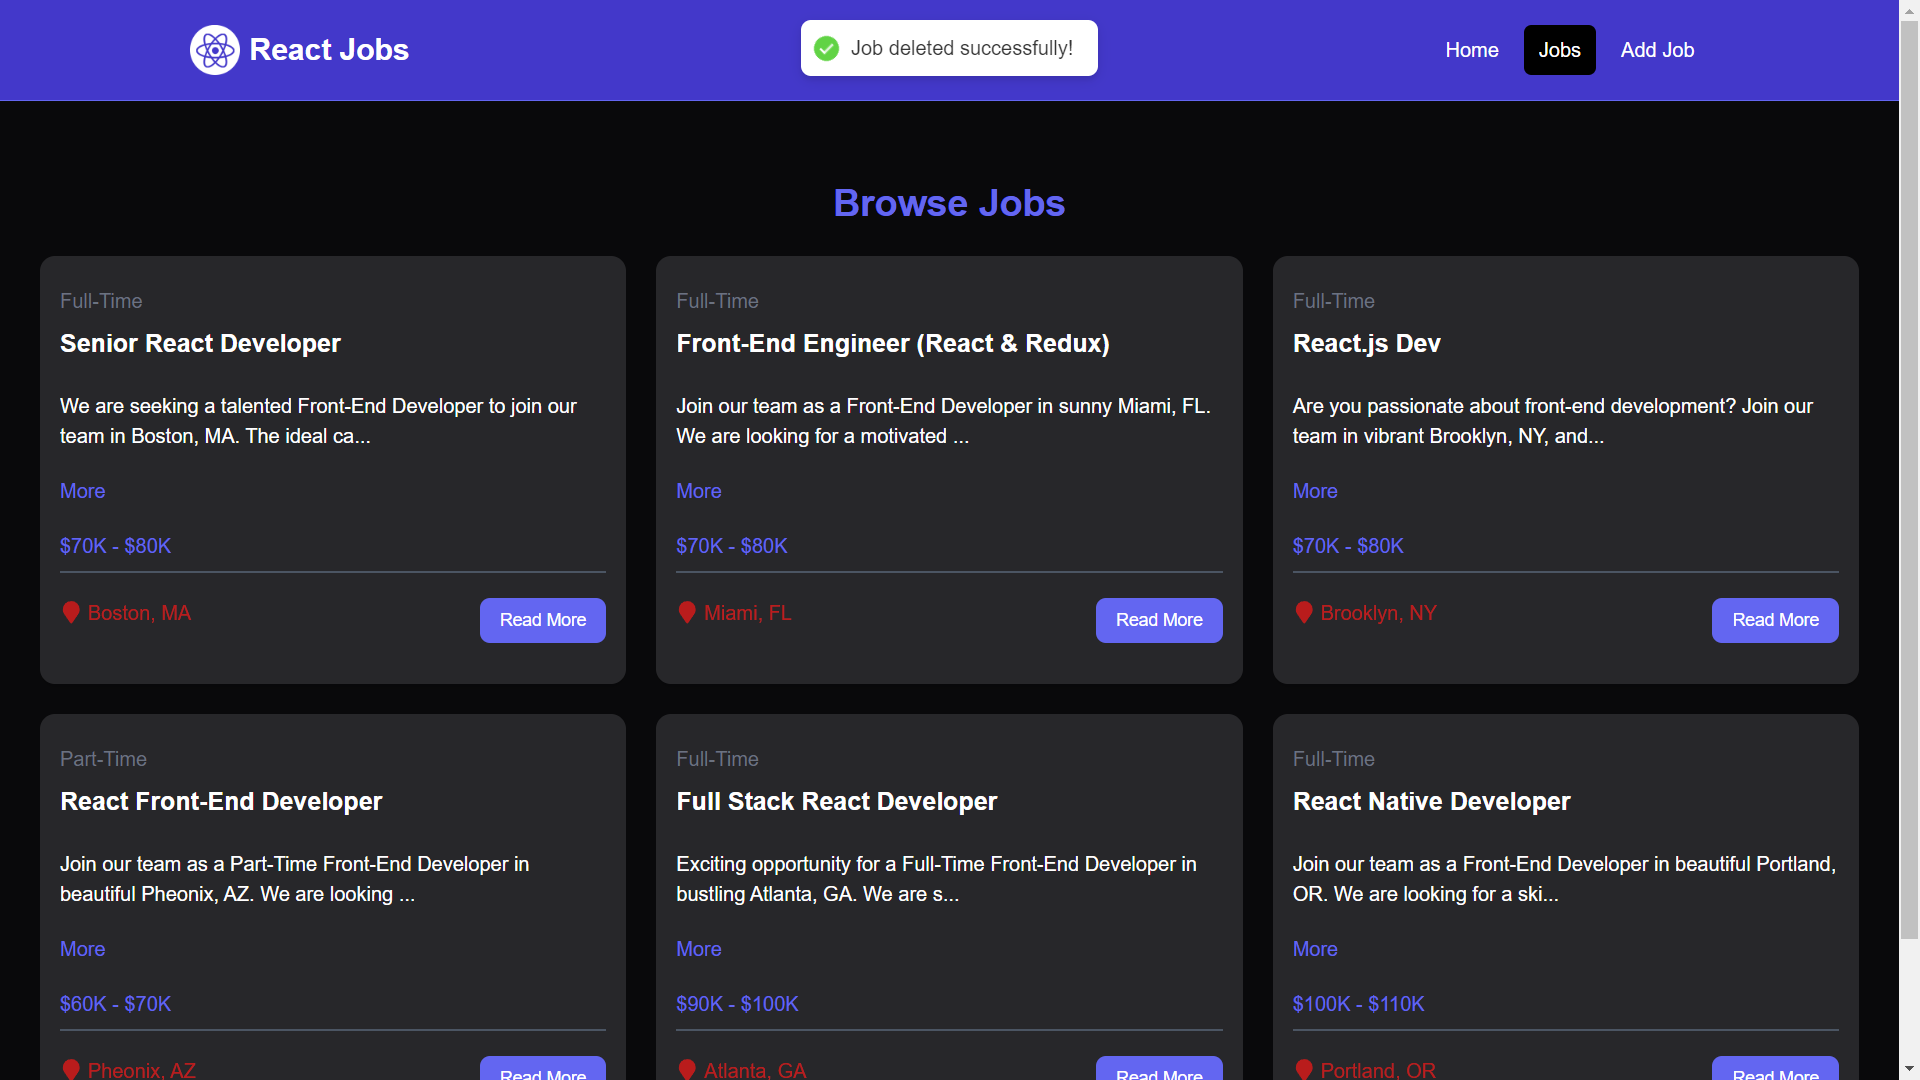 React Jobs
Job deleted successfully!
Home
Jobs
Add Job
Browse Jobs
Full-Time
Senior React Developer
We are seeking a talented Front-End Developer to join our
team in Boston, MA. The ideal ca...
More
$70K - $80K
Boston, MA
Read More
Full-Time
Front-End Engineer (React & Redux)
Join our team as a Front-End Developer in sunny Miami, FL.
We are looking for a motivated ...
More
$70K - $80K
Miami, FL
Read More
Full-Time
React.js Dev
Are you passionate about front-end development? Join our
team in vibrant Brooklyn, NY, and...
More
$70K - $80K
Brooklyn, NY
Read More
Part-Time
React Front-End Developer
Join our team as a Part-Time Front-End Developer in
beautiful Pheonix, AZ. We are looking ...
More
$60K - $70K
Pheonix, AZ
Read More
Full-Time
Full Stack React Developer
Exciting opportunity for a Full-Time Front-End Developer in
bustling Atlanta, GA. We are s...
More
$90K - $100K
Atlanta, GA
Read More
Full-Time
React Native Developer
Join our team as a Front-End Developer in beautiful Portland,
OR. We are looking for a ski...
More
$100K - $110K
Portland, OR
Read More